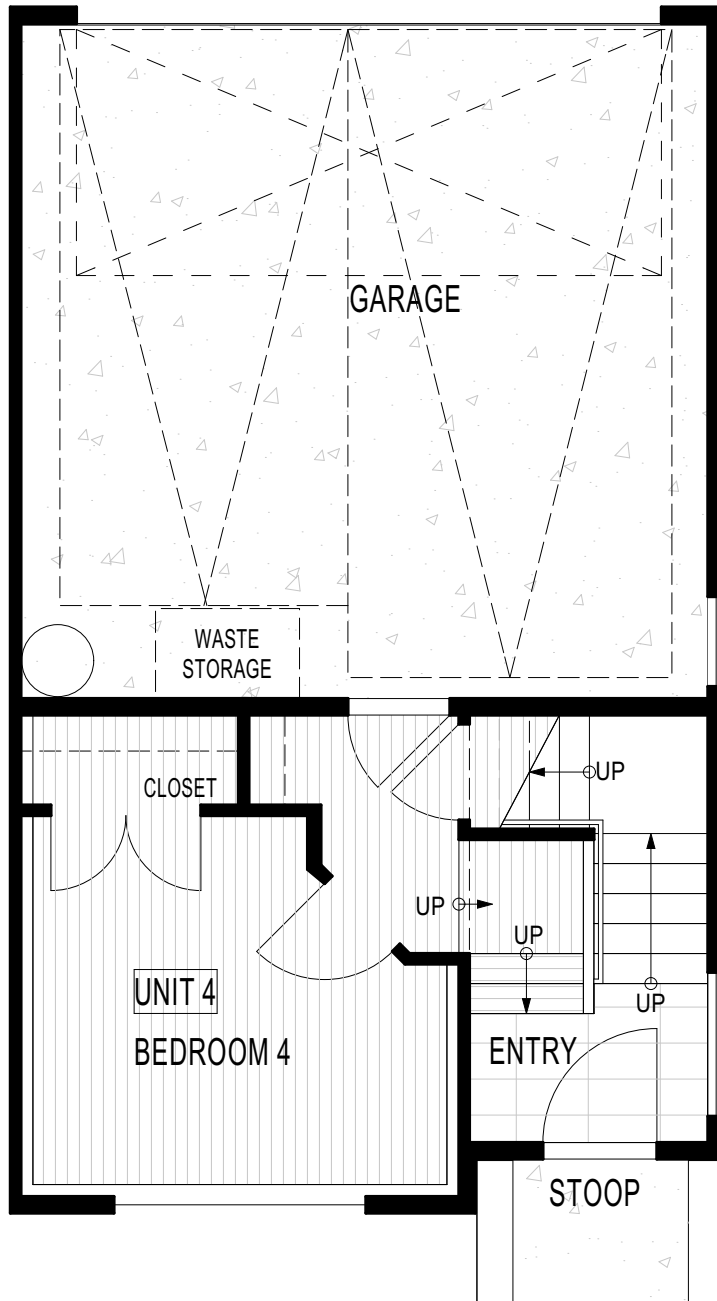 GARAGE
WASTE
STORAGE
CLOSET
UP
UP
UP
UP
UNIT 4
BEDROOM 4
ENTRY
STOOP